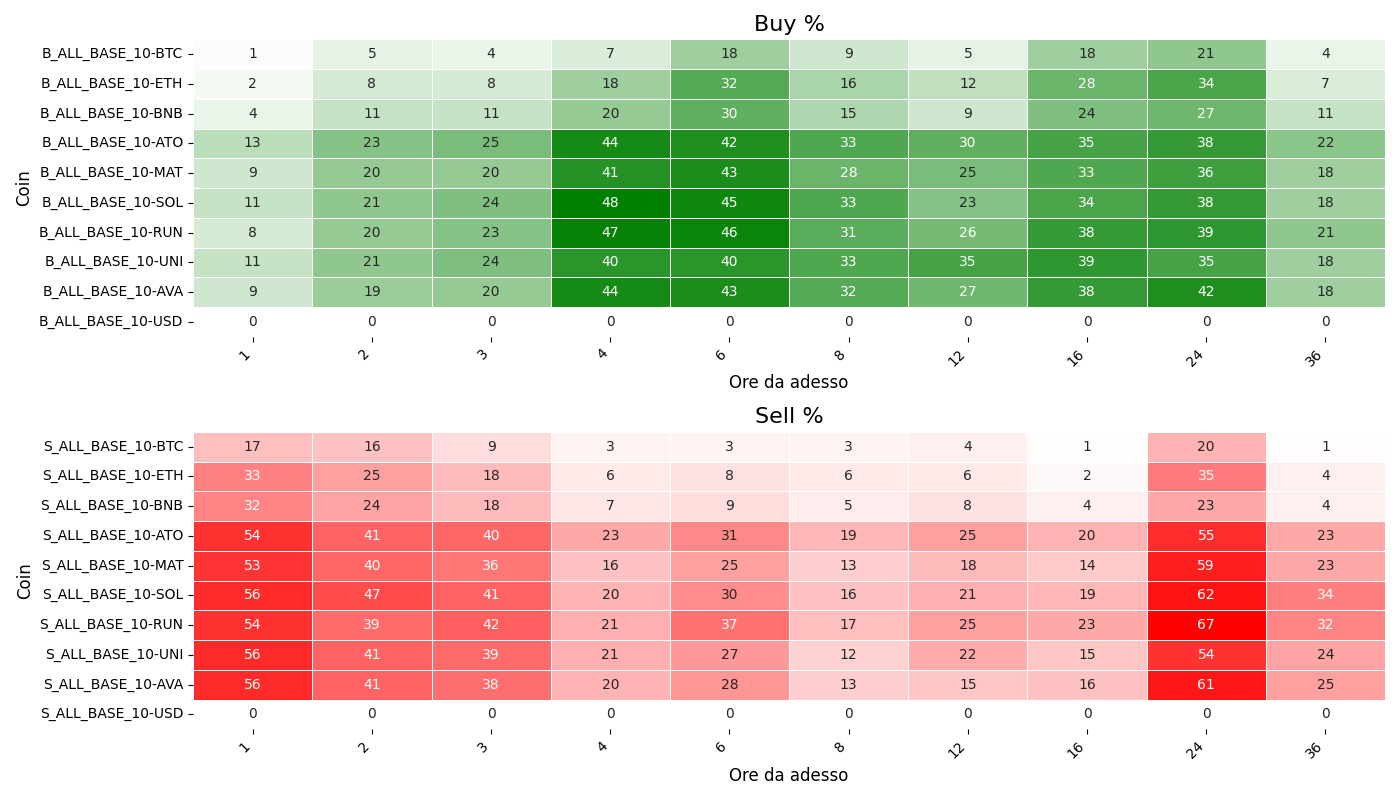 Buy %
Coin
B_ALL_BASE_10-BTC 1 5 4 7 18 9 5 18 21 4
B_ALL_BASE_10-ETH 2 8 8 18 32 16 12 28 34 7
B_ALL_BASE_10-BNB 4 11 11 20 30 15 9 24 27 11
B_ALL_BASE_10-ATO 13 23 25 44 42 33 30 35 38 22
B_ALL_BASE_10-MAT 9 20 20 41 43 28 25 33 36 18
B_ALL_BASE_10-SOL 11 21 24 48 45 33 23 34 38 18
B_ALL_BASE_10-RUN 8 20 23 47 46 31 26 38 39 21
B_ALL_BASE_10-UNI 11 21 24 40 40 33 35 39 35 18
B_ALL_BASE_10-AVA 9 19 20 44 43 32 27 38 42 18
B_ALL_BASE_10-USD 0 0 0 0 0 0 0 0 0 0
1 2 3 4 6 8 12 16 24 36
Ore da adesso
Sell %
Coin
S_ALL_BASE_10-BTC 17 16 9 3 3 3 4 1 20 1
S_ALL_BASE_10-ETH 33 25 18 6 8 6 6 2 35 4
S_ALL_BASE_10-BNB 32 24 18 7 9 5 8 4 23 4
S_ALL_BASE_10-ATO 54 41 40 23 31 19 25 20 55 23
S_ALL_BASE_10-MAT 53 40 36 16 25 13 18 14 59 23
S_ALL_BASE_10-SOL 56 47 41 20 30 16 21 19 62 34
S_ALL_BASE_10-RUN 54 39 42 21 37 17 25 23 67 32
S_ALL_BASE_10-UNI 56 41 39 21 27 12 22 15 54 24
S_ALL_BASE_10-AVA 56 41 38 20 28 13 15 16 61 25
S_ALL_BASE_10-USD 0 0 0 0 0 0 0 0 0 0
1 2 3 4 6 8 12 16 24 36
Ore da adesso